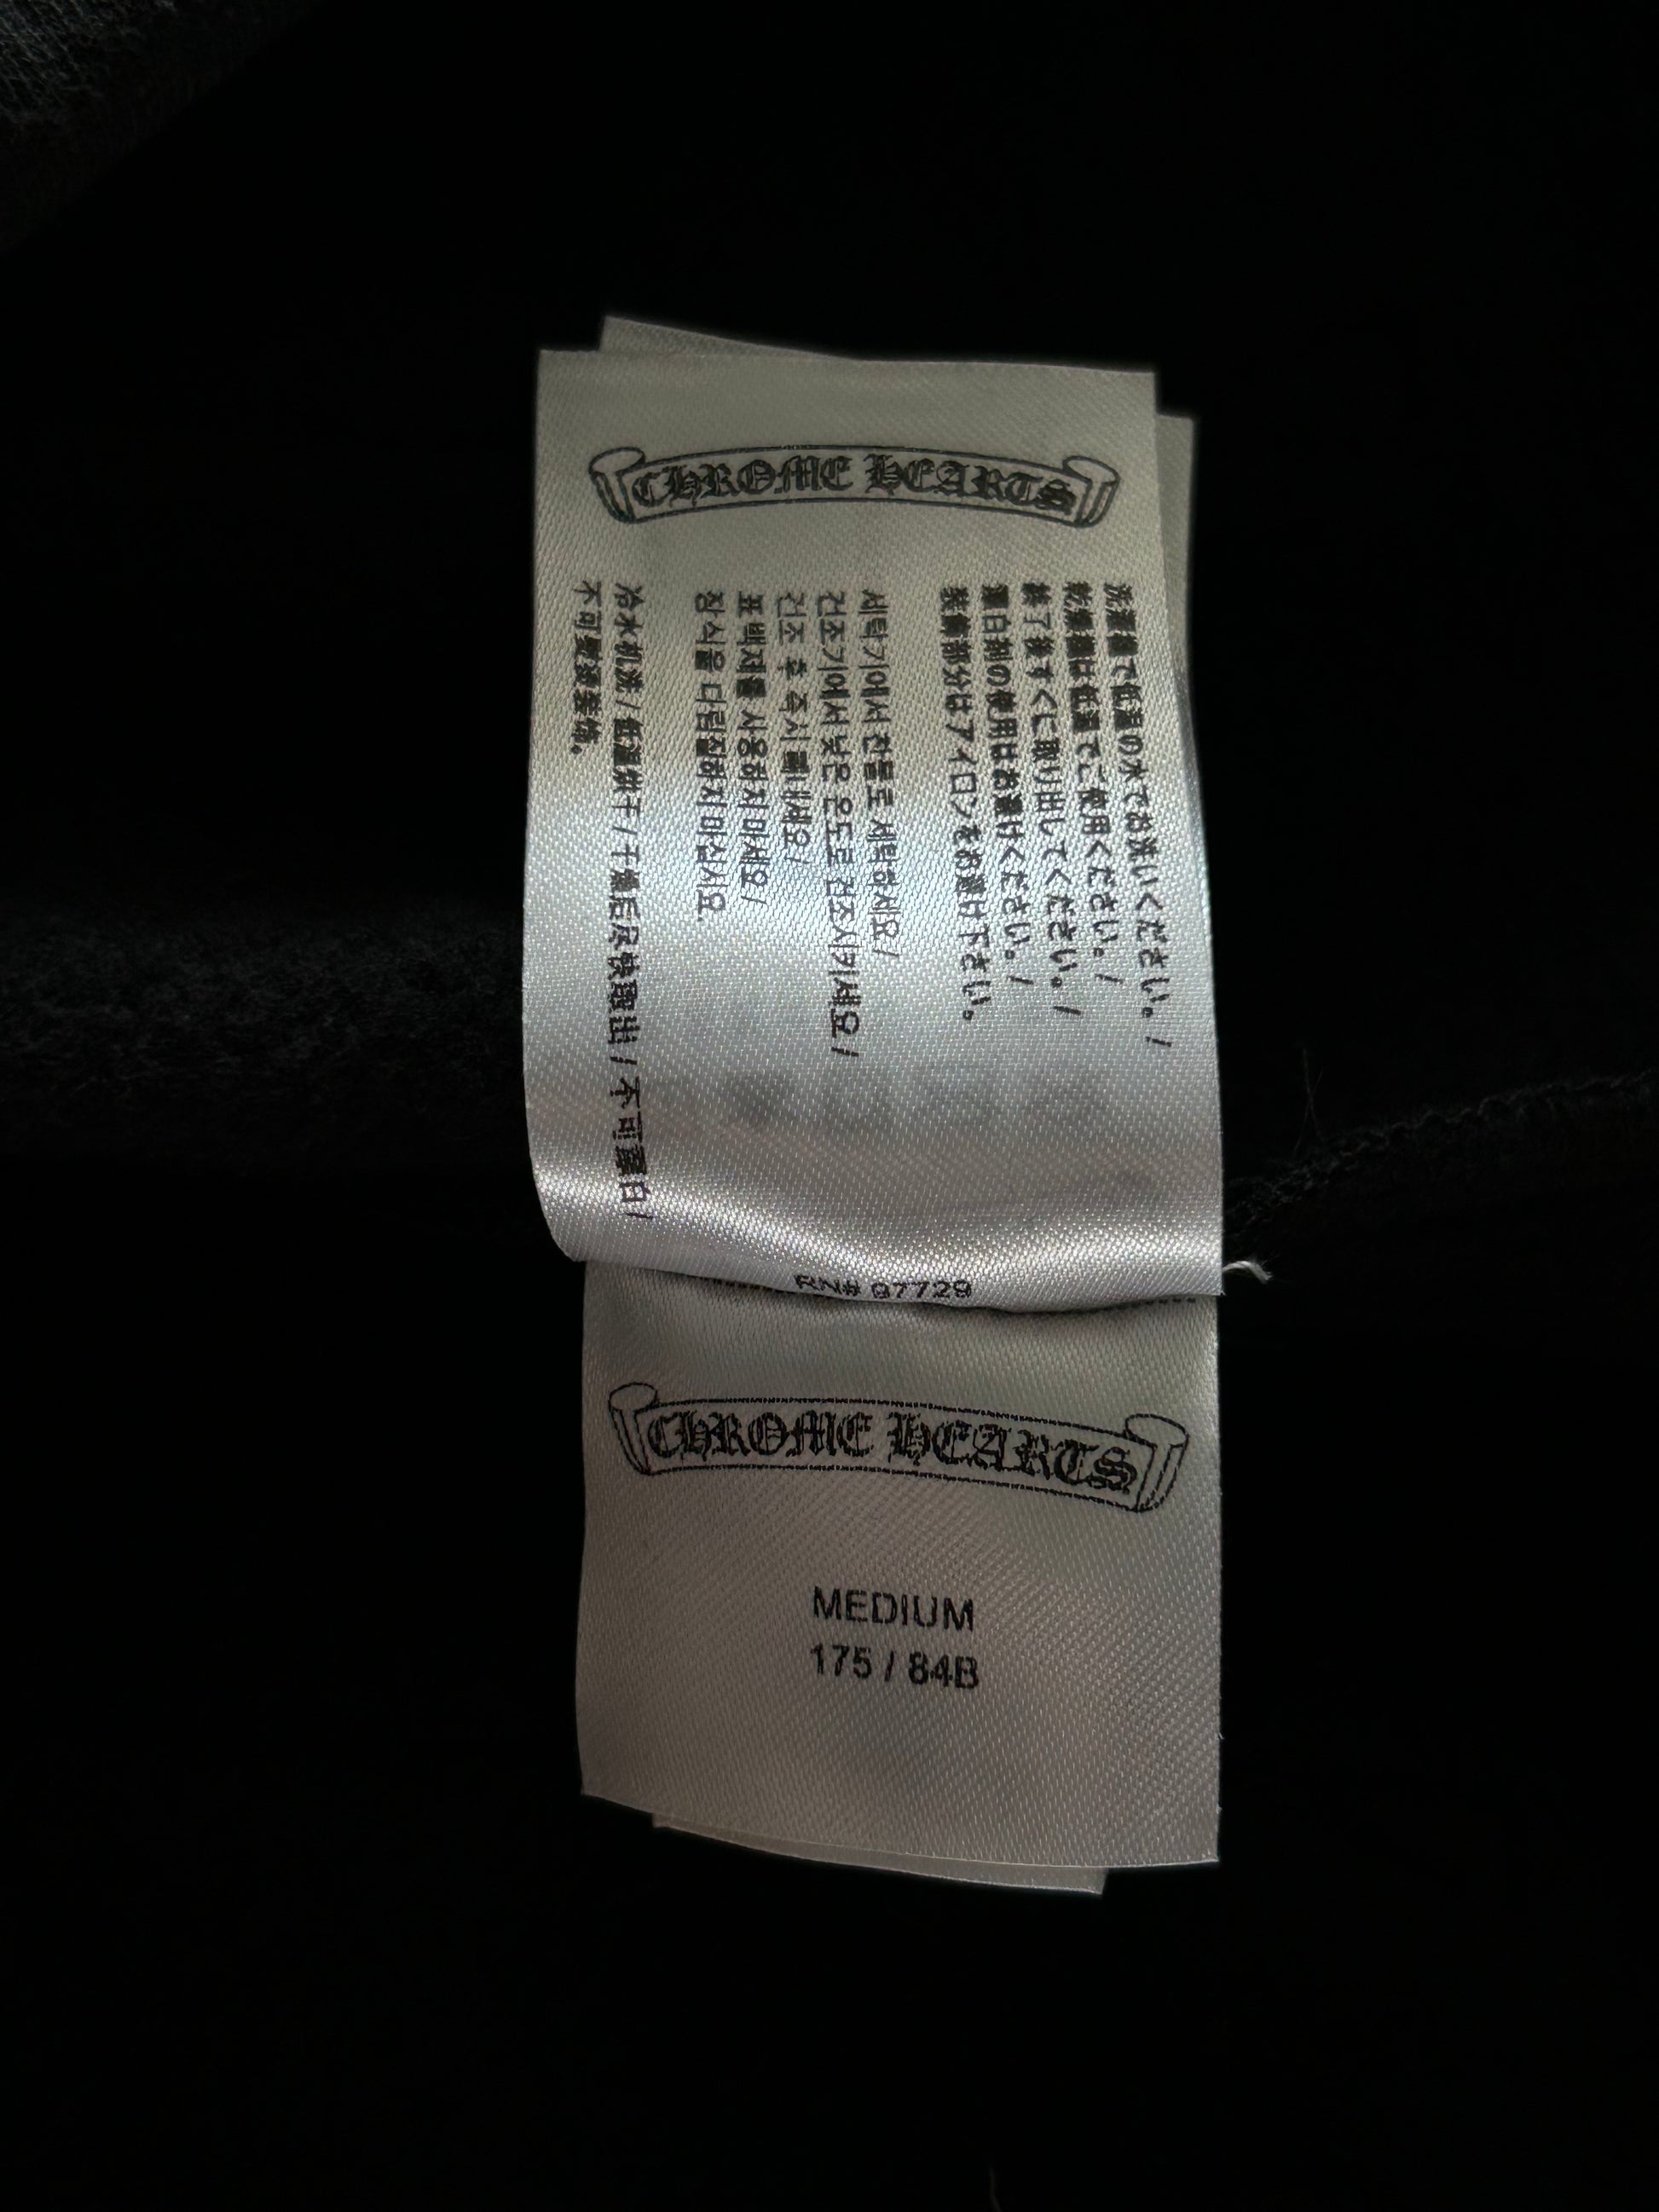 CHROME HEARTS
洗濯機で低温の水でお洗いください。/
乾燥機は低温でご使用ください。/
終了後すぐに取り出してください。/
漂白剤の使用はお避けください。/
装飾部分はアイロンをお避け下さい。
세탁기에서 찬물로 세탁하세요/
건조기에서 낮은 온도로 건조시키세요/
건조 후 즉시 빼내세요/
표백제를 사용하지 마세요/
장식을 다림질하지 마십시오.
冷水机洗/低温烘干/干燥后尽快取出/不可漂白/
不可熨烫装饰。
RN# 97729
CHROME HEARTS
MEDIUM
175 / 84B